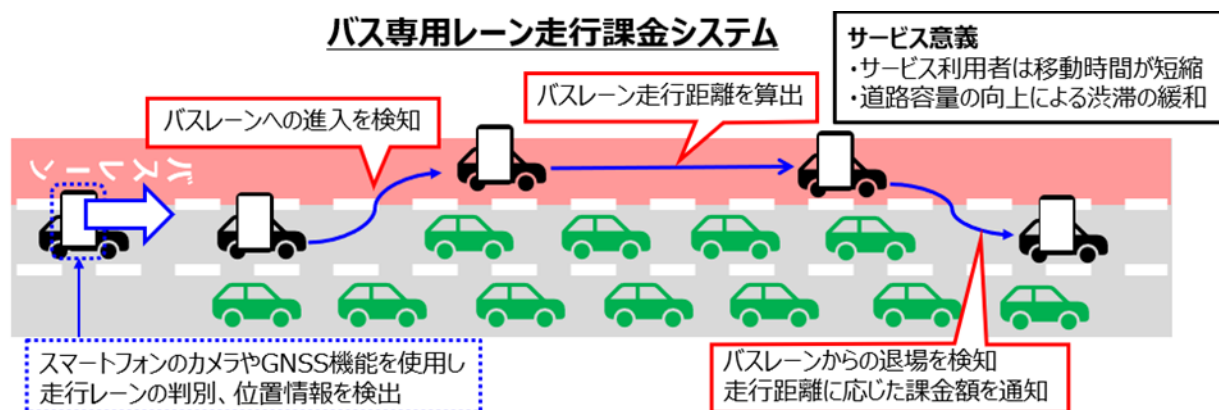 バス専用レーン走行課金システム
サービス意義
・サービス利用者は移動時間が短縮
・道路容量の向上による渋滞の緩和
バスレーンへの進入を検知
バスレーン走行距離を算出
バスレーン
スマートフォンのカメラやGNSS機能を使用し
走行レーンの判別、位置情報を検出
バスレーンからの退場を検知
走行距離に応じた課金額を通知